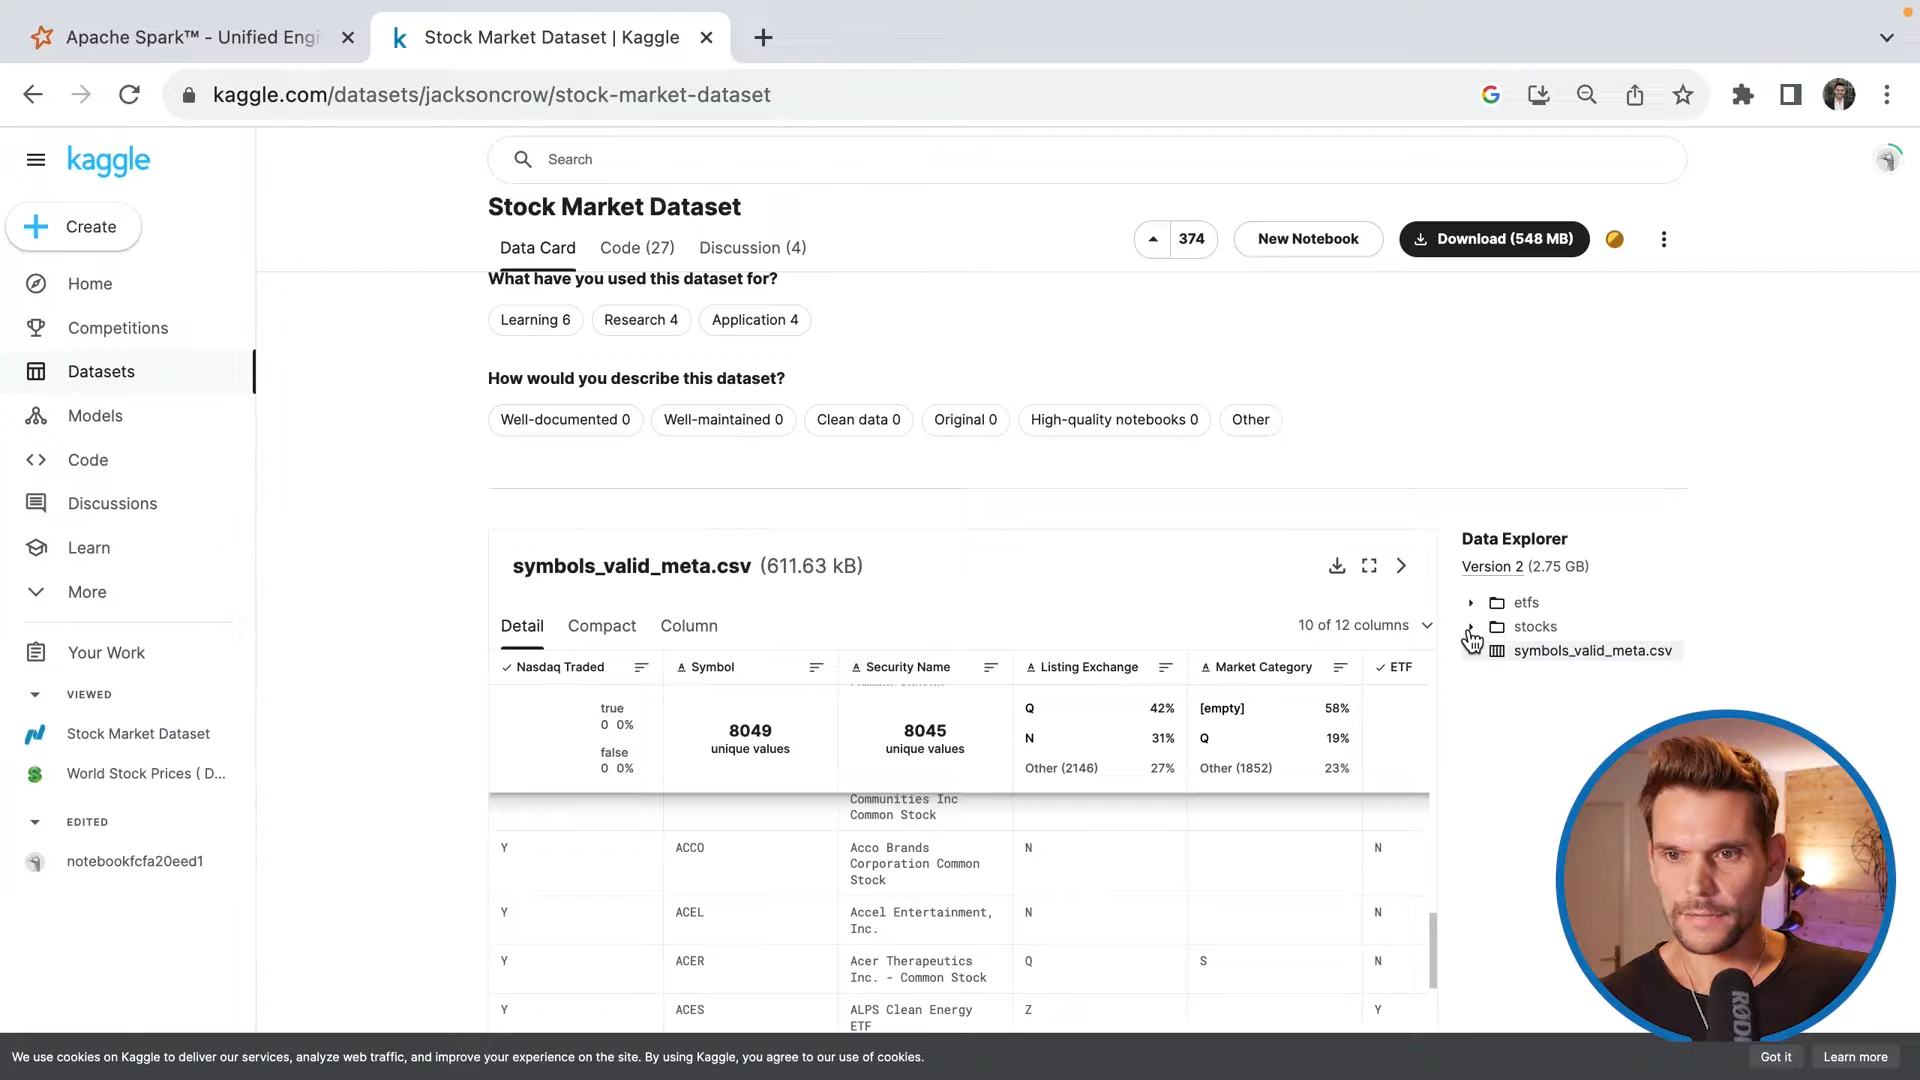 Apache Spark™ - Unified Engi
Stock Market Dataset | Kaggle
kaggle.com/datasets/jacksoncrow/stock-market-dataset
kaggle
Search
Create
Home
Competitions
Datasets
Models
Code
Discussions
Learn
More
Your Work
VIEWED
Stock Market Dataset
World Stock Prices ( D...
EDITED
notebookfcfa20eed1
Stock Market Dataset
Data Card
Code (27)
Discussion (4)
374
New Notebook
Download (548 MB)
What have you used this dataset for?
Learning 6
Research 4
Application 4
How would you describe this dataset?
Well-documented 0
Well-maintained 0
Clean data 0
Original 0
High-quality notebooks 0
Other
symbols_valid_meta.csv (611.63 kB)
Detail
Compact
Column
10 of 12 columns
Nasdaq Traded
Symbol
Security Name
Listing Exchange
Market Category
ETF
true
0 0%
false
0 0%
8049
unique values
8045
unique values
Q 42%
N 31%
Other (2146) 27%
[empty] 58%
Q 19%
Other (1852) 23%
Communities Inc
Common Stock
Y ACCO Acco Brands N N
Corporation Common
Stock
Y ACEL Accel Entertainment, N N
Inc.
Y ACER Acer Therapeutics Q S N
Inc. - Common Stock
Y ACES ALPS Clean Energy Z Y
ETF
Data Explorer
Version 2 (2.75 GB)
etfs
stocks
symbols_valid_meta.csv
RØD
We use cookies on Kaggle to deliver our services, analyze web traffic, and improve your experience on the site. By using Kaggle, you agree to our use of cookies.
Got it
Learn more